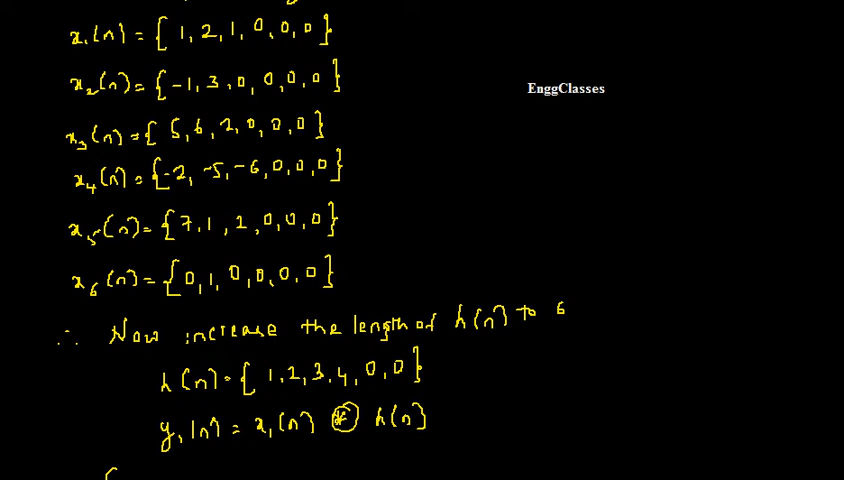 x₁(n) = { 1, 2, 1, 0, 0, 0 }
x₂(n) = { -1, 3, 0, 0, 0, 0 }
EnggClasses
x₃(n) = { 5, 6, 2, 0, 0, 0 }
x₄(n) = { -2, -5, -6, 0, 0, 0 }
x₅(n) = { 7, 1, 2, 0, 0, 0 }
x₆(n) = { 0, 1, 0, 0, 0, 0 }
∴ Now increase the length of h(n) to 6
h(n) = { 1, 2, 3, 4, 0, 0 }
y₁(n) = x₁(n) ⊛ h(n)